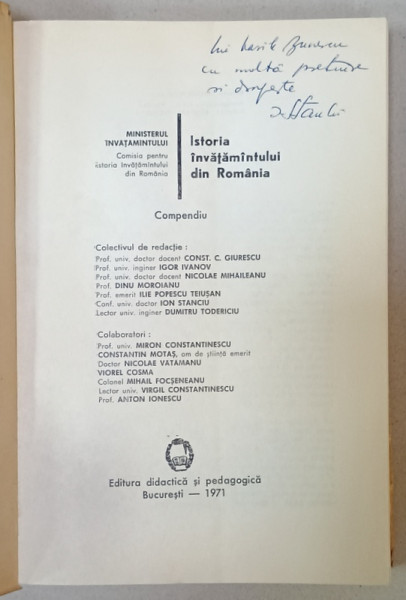 Lui Vasile Bunescu
cu multă prețuire
și dragoste
I. Stanciu
MINISTERUL
ÎNVĂȚĂMÎNTULUI
Comisia pentru
istoria învățămîntului
din România
Istoria
învățămîntului
din România
Compendiu
Colectivul de redacție :
Prof. univ. doctor docent CONST. C. GIURESCU
Prof. univ. inginer IGOR IVANOV
Prof. univ. doctor docent NICOLAE MIHAILEANU
Prof. DINU MOROIANU
Prof. emerit ILIE POPESCU TEIUȘAN
Conf. univ. doctor ION STANCIU
Lector univ. inginer DUMITRU TODERICIU
Colaboratori :
Prof. univ. MIRON CONSTANTINESCU
CONSTANTIN MOTAȘ, om de știință emerit
Doctor NICOLAE VATAMANU
VIOREL COSMA
Colonel MIHAIL FOCȘENEANU
Lector univ. VIRGIL CONSTANTINESCU
Prof. ANTON IONESCU
Editura didactică și pedagogică
București — 1971